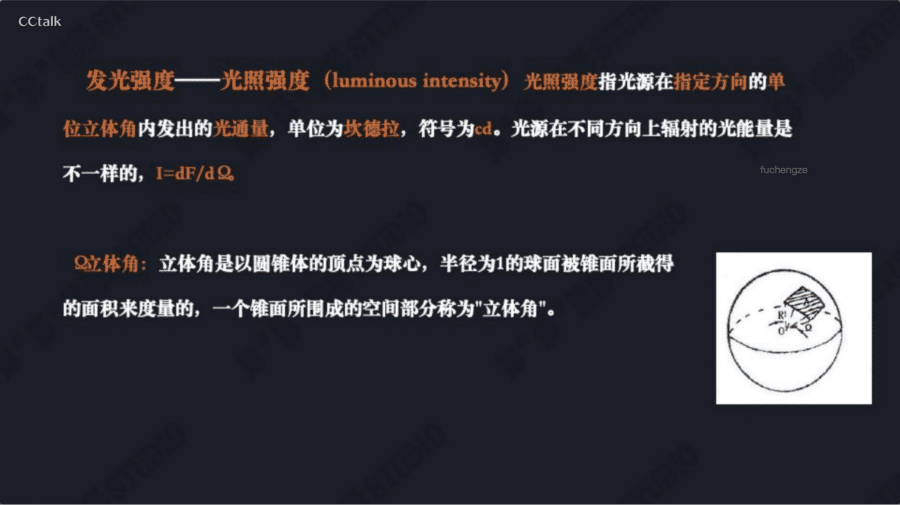 CCtalk
发光强度——光照强度（luminous intensity）光照强度指光源在指定方向的单
位立体角内发出的光通量，单位为坎德拉，符号为cd。光源在不同方向上辐射的光能量是
不一样的，I=dF/dΩ。
fuchengze
Ω立体角：立体角是以圆锥体的顶点为球心，半径为1的球面被锥面所截得
的面积来度量的，一个锥面所围成的空间部分称为"立体角"。
A
R
Ω
O